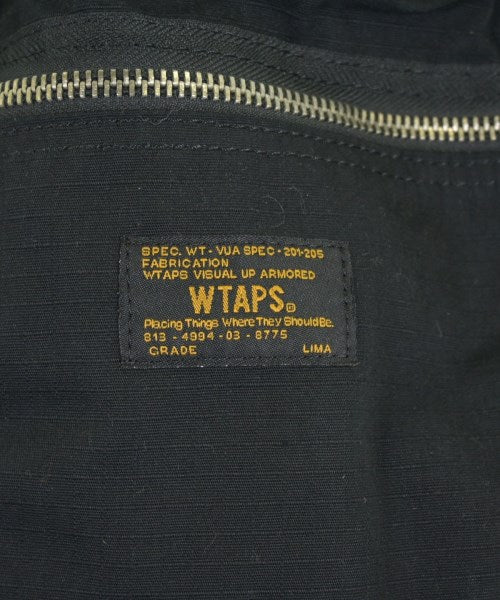 SPEC. WT - VUA SPEC - 201-205
FABRICATION
WTAPS VISUAL UP ARMORED
WTAPS®
Placing Things Where They Should Be.
813 - 4994 - 03 - 8775
GRADE LIMA